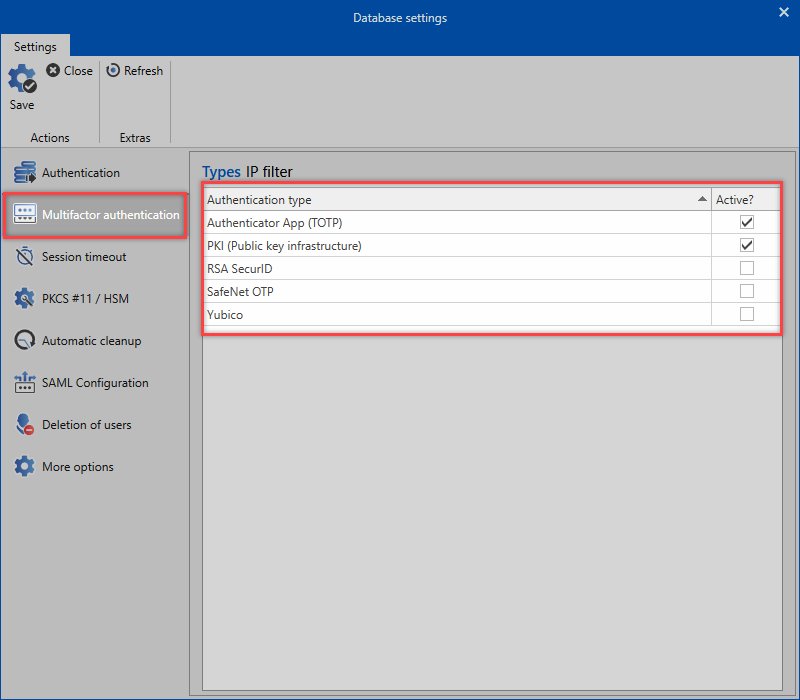 Database settings
Settings
Close
Refresh
Save
Actions
Extras
Authentication
Multifactor authentication
Session timeout
PKCS #11 / HSM
Automatic cleanup
SAML Configuration
Deletion of users
More options
Types IP filter
Authentication type Active?
Authenticator App (TOTP)
PKI (Public key infrastructure)
RSA SecurID
SafeNet OTP
Yubico